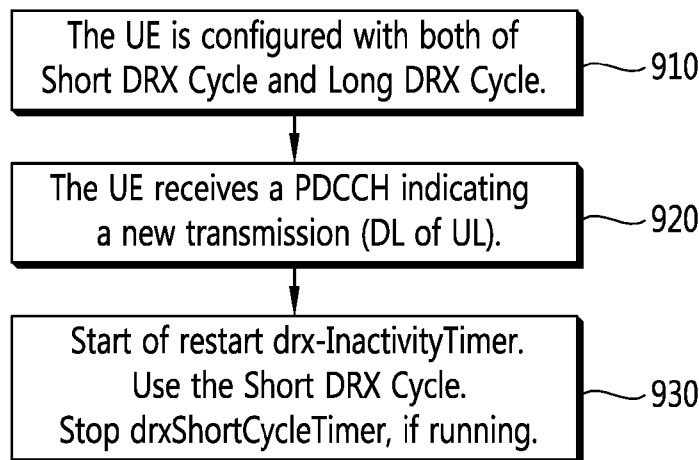 The UE is configured with both of
Short DRX Cycle and Long DRX Cycle.
910
The UE receives a PDCCH indicating
a new transmission (DL of UL).
920
Start of restart drx-InactivityTimer.
Use the Short DRX Cycle.
Stop drxShortCycleTimer, if running.
930